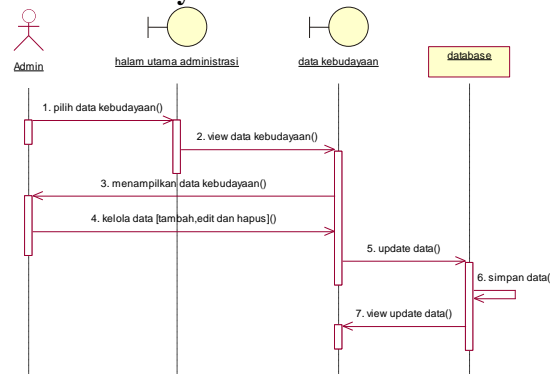 Admin
halam utama administrasi
data kebudayaan
database
1. pilih data kebudayaan()
2. view data kebudayaan()
3. menampilkan data kebudayaan()
4. kelola data [tambah,edit dan hapus]()
5. update data()
6. simpan data(
7. view update data()